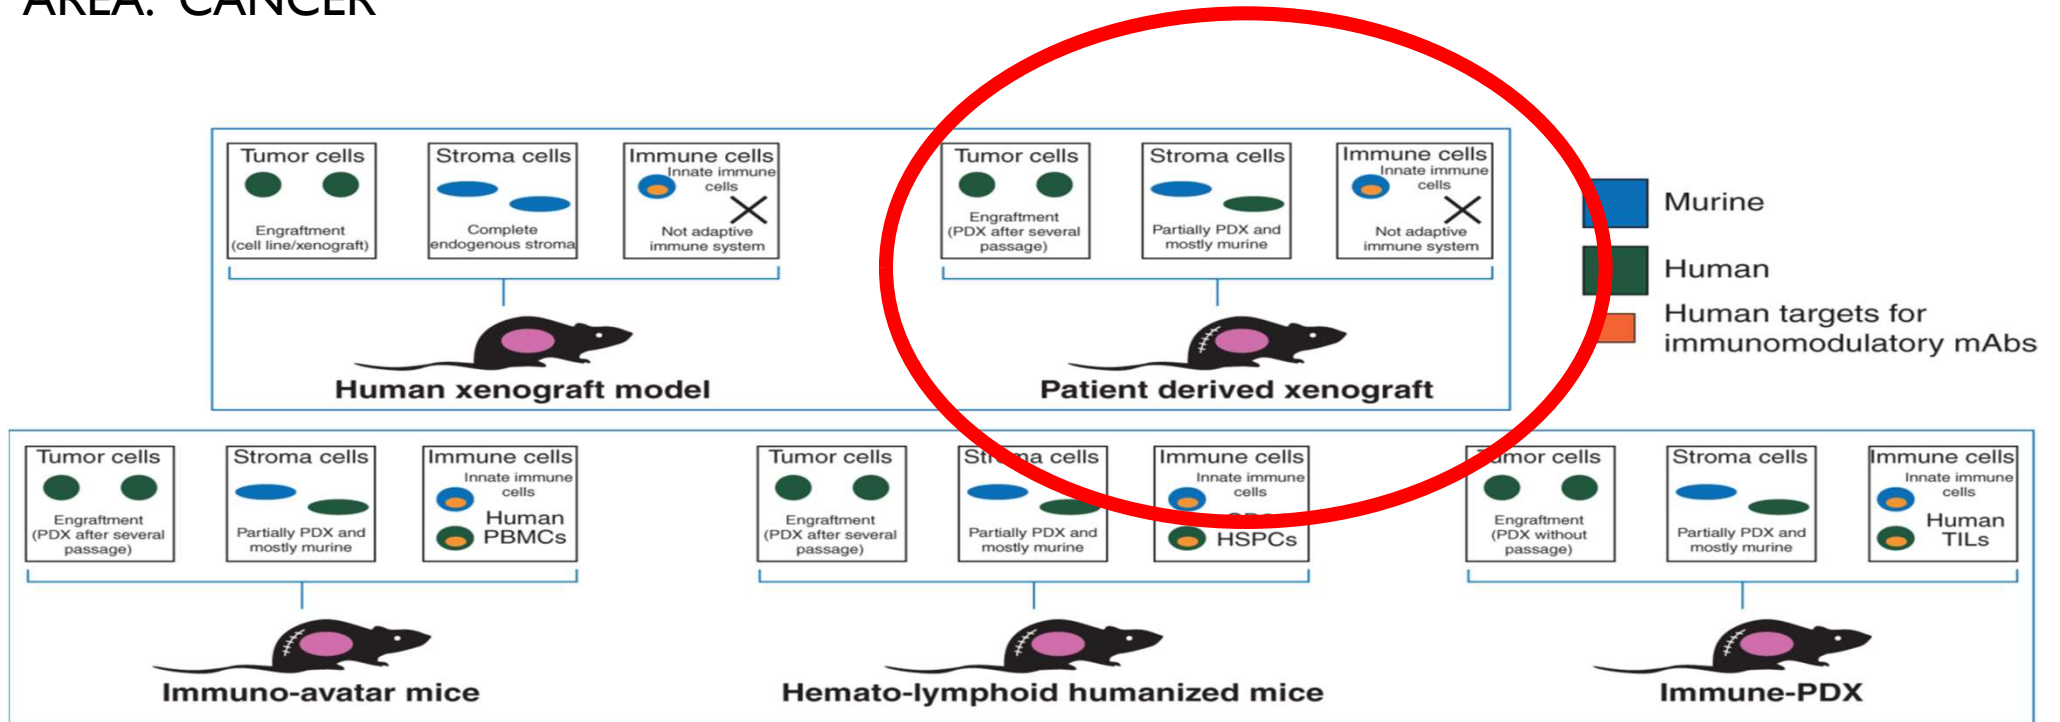 AREA: CANCER
Tumor cells
Engraftment
(cell line/xenograft)
Stroma cells
Complete
endogenous stroma
Immune cells
Innate immune
cells
Not adaptive
immune system
Human xenograft model
Tumor cells
Engraftment
(PDX after several
passage)
Stroma cells
Partially PDX and
mostly murine
Immune cells
Innate immune
cells
Not adaptive
immune system
Patient derived xenograft
Murine
Human
Human targets for
immunomodulatory mAbs
Tumor cells
Engraftment
(PDX after several
passage)
Stroma cells
Partially PDX and
mostly murine
Immune cells
Innate immune
cells
Human
PBMCs
Immuno-avatar mice
Tumor cells
Engraftment
(PDX after several
passage)
Stroma cells
Partially PDX and
mostly murine
Immune cells
Innate immune
cells
HSPCs
Hemato-lymphoid humanized mice
Tumor cells
Engraftment
(PDX without
passage)
Stroma cells
Partially PDX and
mostly murine
Immune cells
Innate immune
cells
Human
TILs
Immune-PDX